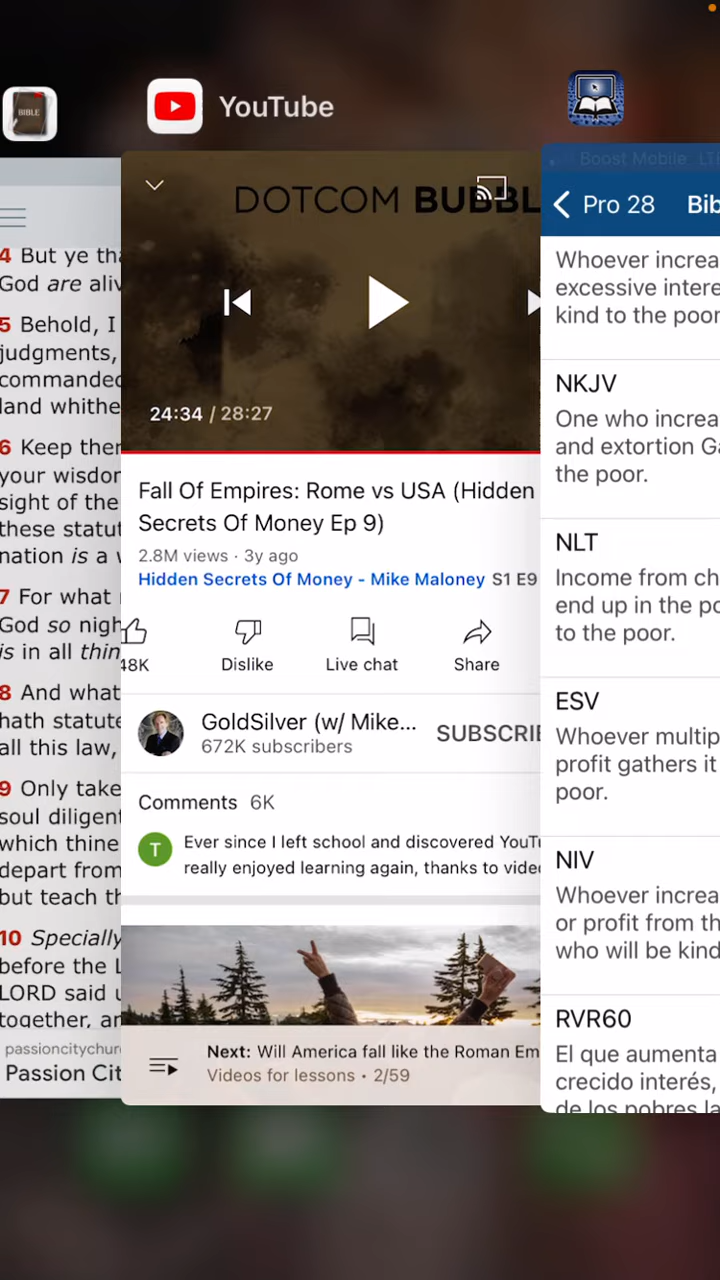 BIBLE
YouTube
Boost Mobile
LT
4 But ye
God are aliv
5 Behold, I
judgments,
commanded
land whithe
6 Keep ther
your wisdor
sight of the
these statut
nation is a
7 For what
God so nigh
is in all thin
8 And what
hath statute
all this law,
9 Only take
soul diligent
which thine
depart from
but teach th
10 Specially
before the L
LORD said u
together, an
passioncitychur
Passion Cit
DOTCOM BUBBL
24:34 / 28:27
Fall Of Empires: Rome vs USA (Hidden
Secrets Of Money Ep 9)
2.8M views · 3y ago
Hidden Secrets Of Money - Mike Maloney S1 E9
48K
Dislike
Live chat
Share
GoldSilver (w/ Mike...
672K subscribers
SUBSCRIE
Comments 6K
T
Ever since I left school and discovered YouTu
really enjoyed learning again, thanks to vide
Next: Will America fall like the Roman Em
Videos for lessons • 2/59
Pro 28 Bib
Whoever increa
excessive intere
kind to the poor
NKJV
One who increa
and extortion Ga
the poor.
NLT
Income from ch
end up in the po
to the poor.
ESV
Whoever multip
profit gathers it
poor.
NIV
Whoever increa
or profit from th
who will be kind
RVR60
El que aumenta
crecido interés,
de los pobres la